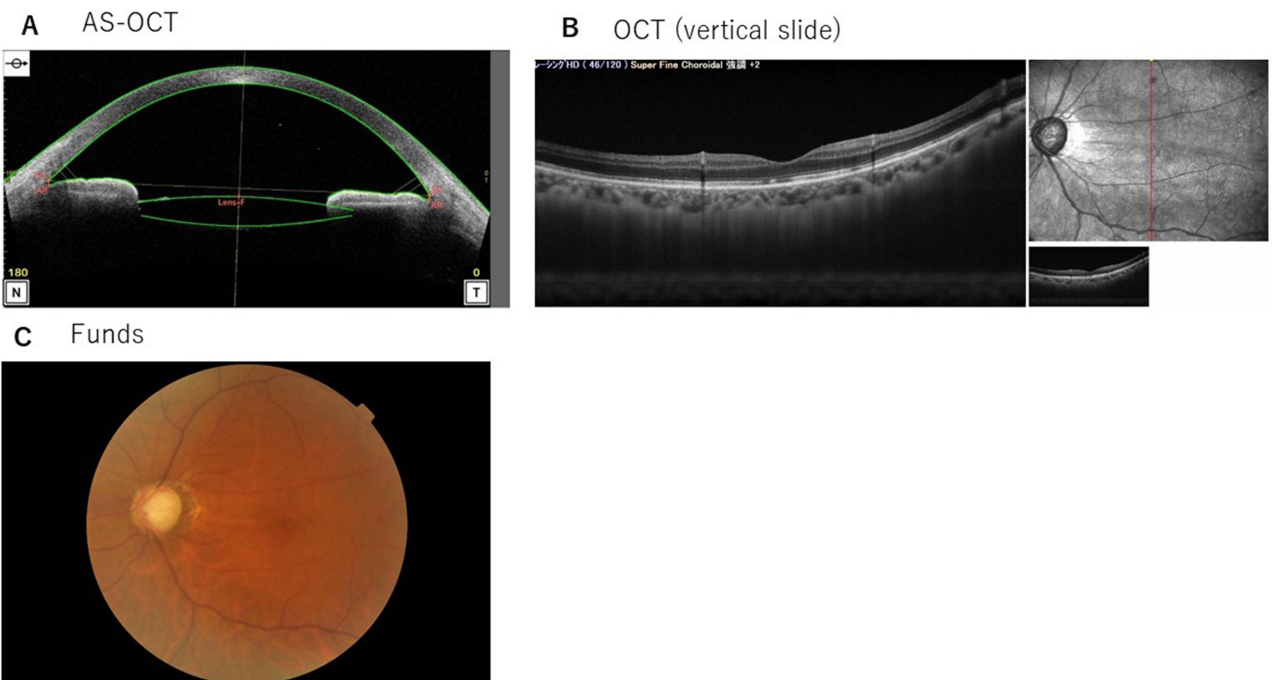 A AS-OCT
Lens-F
180
0
N
T
B OCT (vertical slide)
レーシング HD ( 46/120 ) Super Fine Choroidal 強調 +2
C Funds